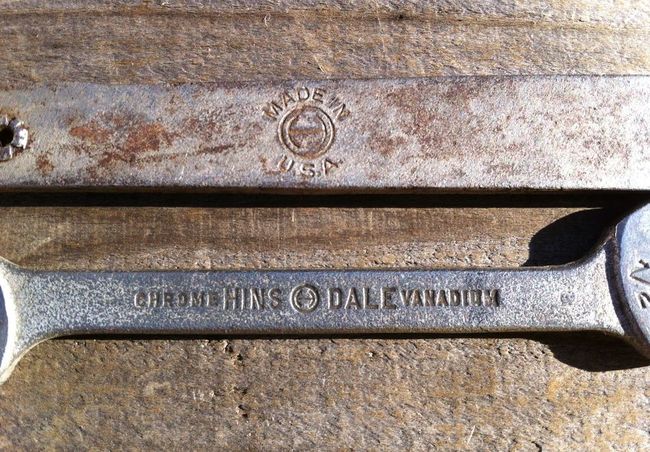 MADE IN
U.S.A.
CHROME HINS DALE VANADIUM